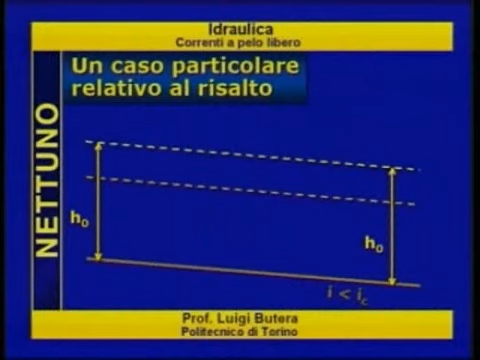 Idraulica
Correnti a pelo libero
Un caso particolare
relativo al risalto
NETTUNO
h₀
h₀
i < i꜀
Prof. Luigi Butera
Politecnico di Torino